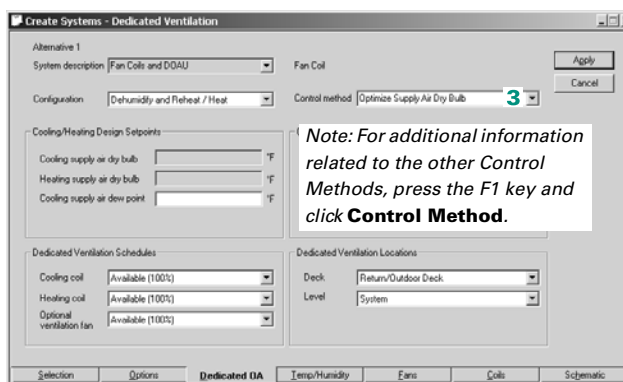 Create Systems - Dedicated Ventilation
Alternative 1
System description Fan Coils and DOAU
Fan Coil
Apply
Cancel
Configuration Dehumidify and Reheat / Heat
Control method Optimize Supply Air Dry Bulb 3
Cooling/Heating Design Setpoints
Cooling supply air dry bulb °F
Heating supply air dry bulb °F
Cooling supply air dew point °F
Note: For additional information
related to the other Control
Methods, press the F1 key and
click Control Method.
Dedicated Ventilation Schedules
Cooling coil Available (100%)
Heating coil Available (100%)
Optional
ventilation fan Available (100%)
Dedicated Ventilation Locations
Deck Return/Outdoor Deck
Level System
Selection Options Dedicated OA Temp/Humidity Fans Coils Schematic